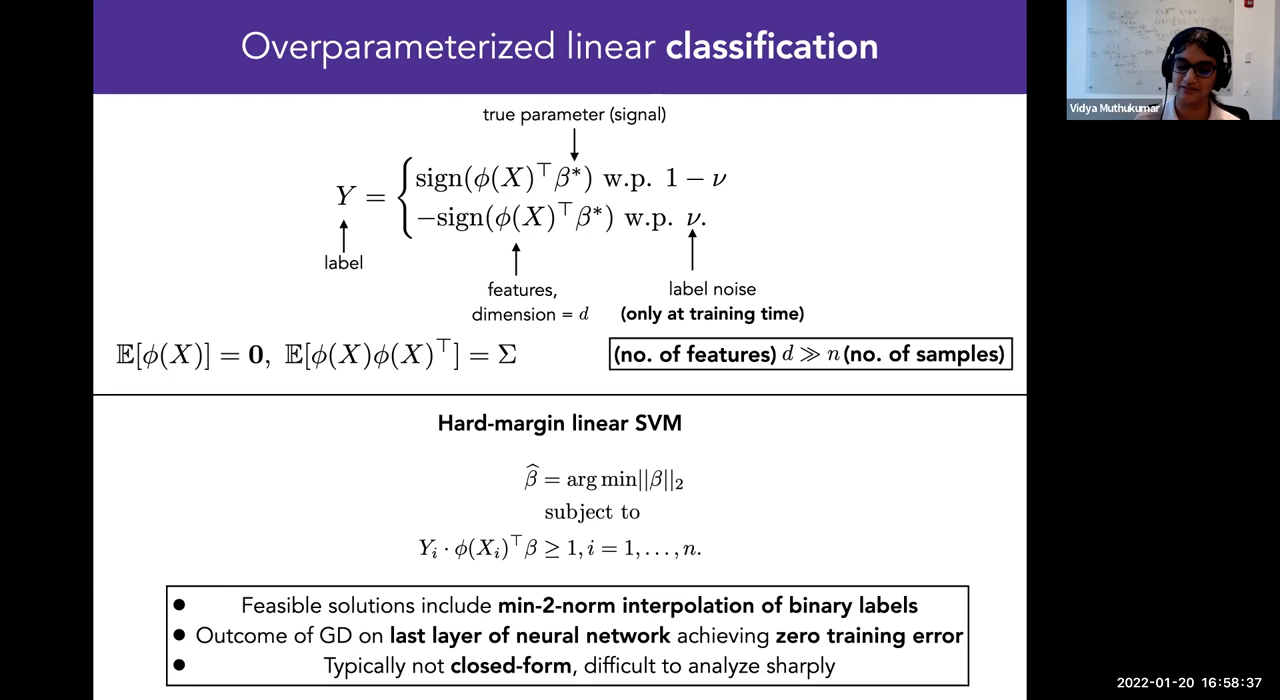 Overparameterized linear classification
true parameter (signal)
Y = { sign(ϕ(X)^⊤ β*) w.p. 1 − ν
−sign(ϕ(X)^⊤ β*) w.p. ν.
label
features,
dimension = d
label noise
(only at training time)
𝔼[ϕ(X)] = 0, 𝔼[ϕ(X)ϕ(X)^⊤] = Σ
(no. of features) d ≫ n (no. of samples)
Hard-margin linear SVM
β̂ = arg min||β||₂
subject to
Y_i · ϕ(X_i)^⊤ β ≥ 1, i = 1, . . . , n.
● Feasible solutions include min-2-norm interpolation of binary labels
● Outcome of GD on last layer of neural network achieving zero training error
● Typically not closed-form, difficult to analyze sharply
Vidya Muthukumar
2022-01-20 16:58:37